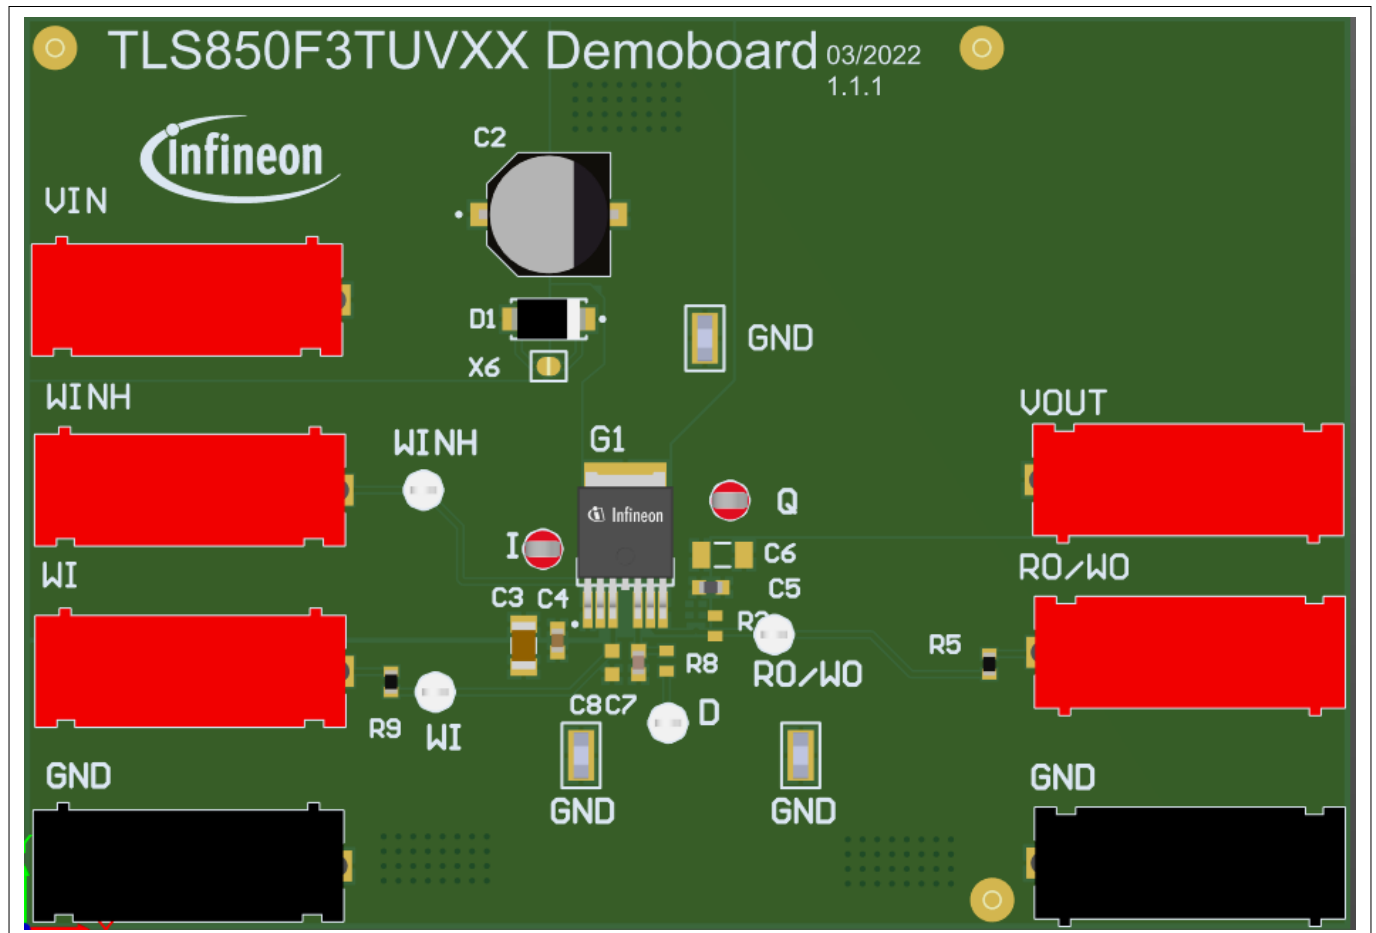 TLS850F3TUVXX Demoboard 03/2022
1.1.1
infineon
C2
VIN
D1
GND
X6
WINH
VOUT
WINH
G1
Infineon
Q
I
C6
WI
RO/WO
C3
C4
C5
R5
R8
RO/WO
C8
C7
D
R9
WI
GND
GND
GND
GND